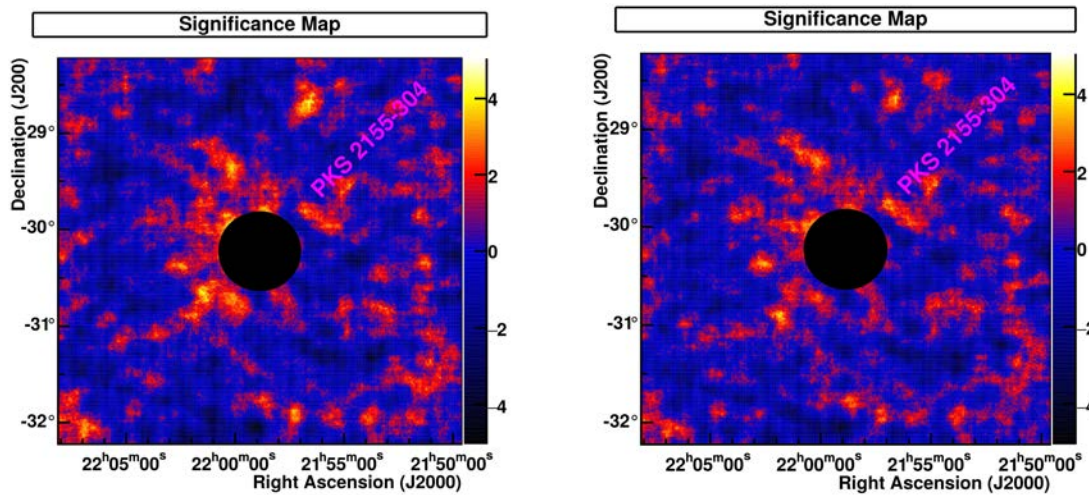 Significance Map
Declination (J200)
-29°
-30°
-31°
-32°
PKS 2155-304
4
2
0
−2
−4
22ʰ05ᵐ00ˢ
22ʰ00ᵐ00ˢ
21ʰ55ᵐ00ˢ
21ʰ50ᵐ00ˢ
Right Ascension (J2000)
Significance Map
Declination (J200)
-29°
-30°
-31°
-32°
PKS 2155-304
4
2
0
−2
−4
22ʰ05ᵐ00ˢ
22ʰ00ᵐ00ˢ
21ʰ55ᵐ00ˢ
21ʰ50ᵐ00ˢ
Right Ascension (J2000)